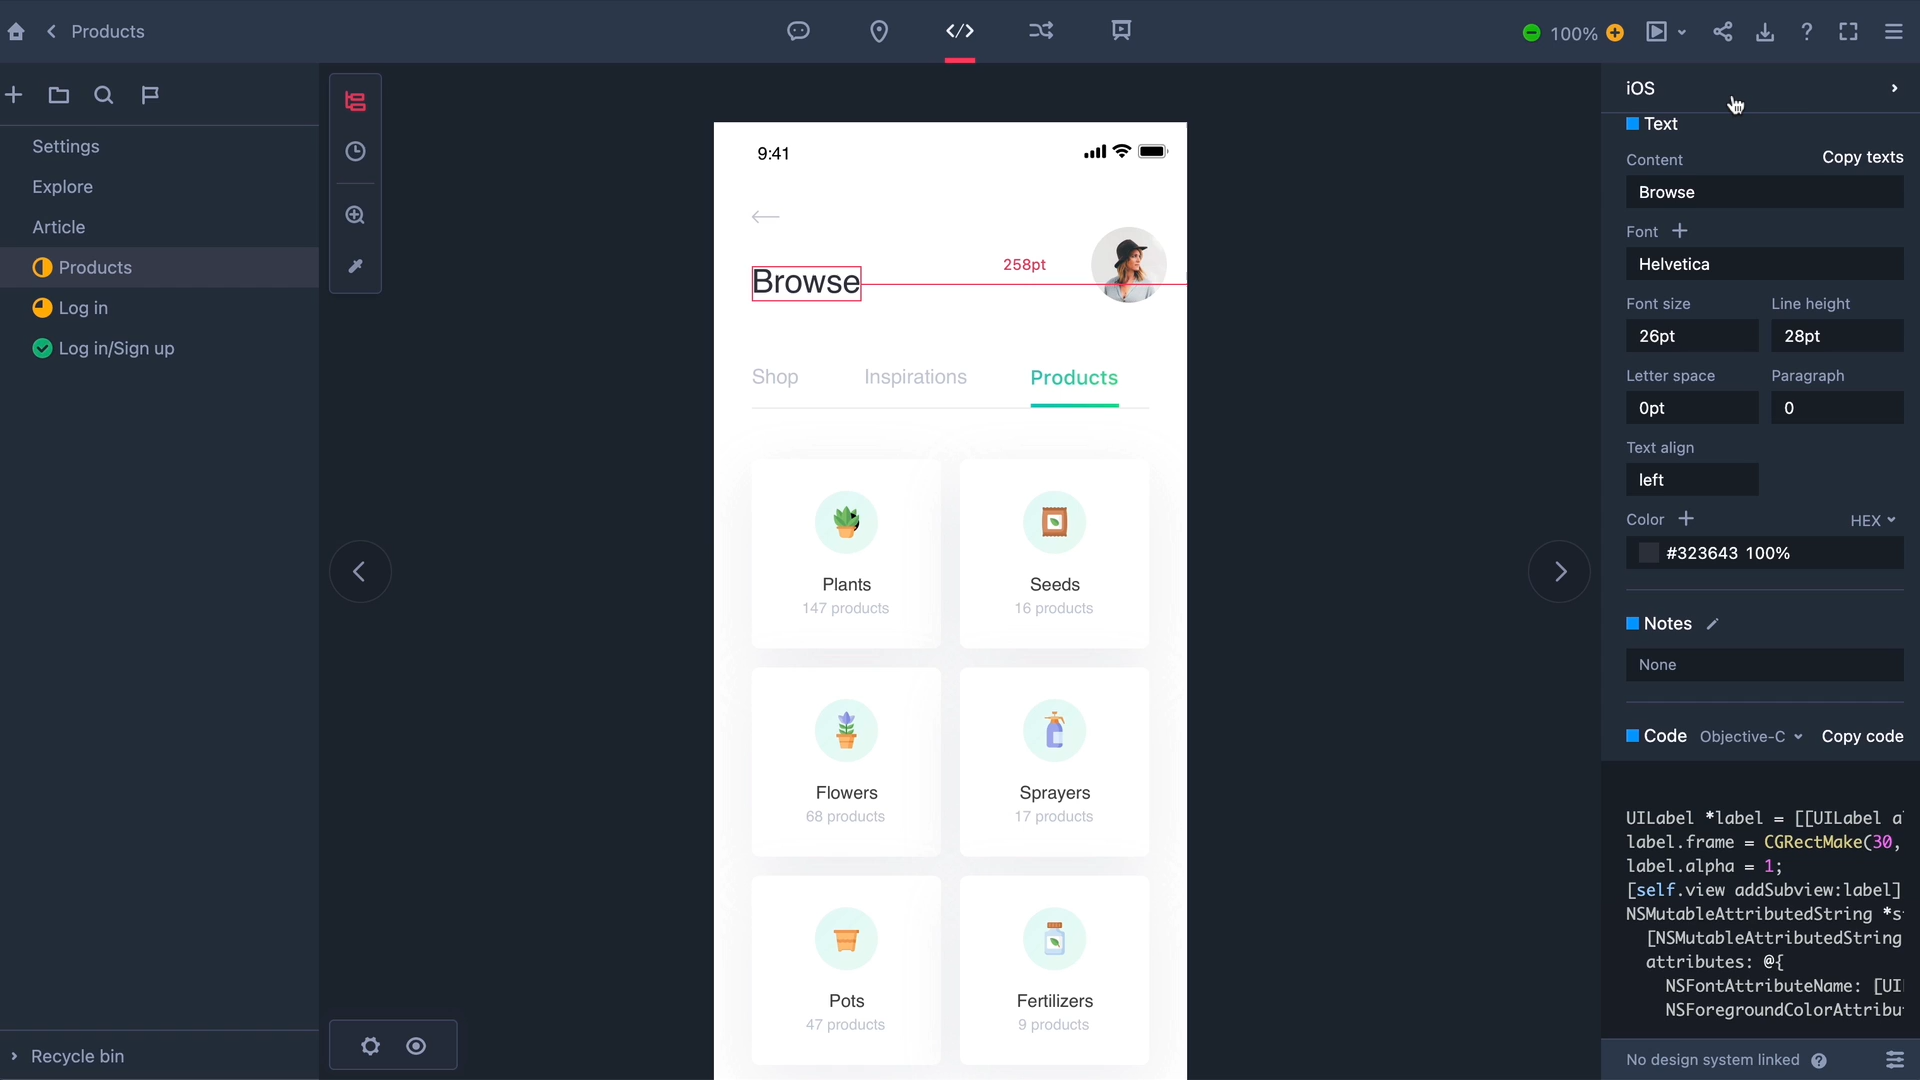 Products
100%
Settings
Explore
Article
Products
Log in
Log in/Sign up
Recycle bin
9:41
258pt
Browse
Shop
Inspirations
Products
Plants
147 products
Seeds
16 products
Flowers
68 products
Sprayers
17 products
Pots
47 products
Fertilizers
9 products
iOS
Text
Content
Copy texts
Browse
Font
Helvetica
Font size
Line height
26pt
28pt
Letter space
Paragraph
0pt
0
Text align
left
Color
HEX
#323643 100%
Notes
None
Code
Objective-C
Copy code
UILabel *label = [[UILabel a
label.frame = CGRectMake(30,
label.alpha = 1;
[self.view addSubview:label]
NSMutableAttributedString *s
[NSMutableAttributedString
attributes: @{
NSFontAttributeName: [UI
NSForegroundColorAttribu
No design system linked